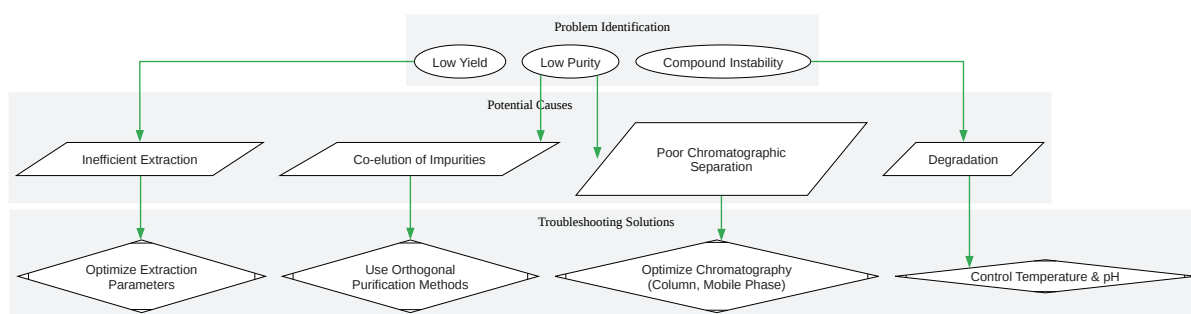 Problem Identification
Low Yield
Low Purity
Compound Instability
Potential Causes
Inefficient Extraction
Co-elution of Impurities
Poor Chromatographic
Separation
Degradation
Troubleshooting Solutions
Optimize Extraction
Parameters
Use Orthogonal
Purification Methods
Optimize Chromatography
(Column, Mobile Phase)
Control Temperature & pH